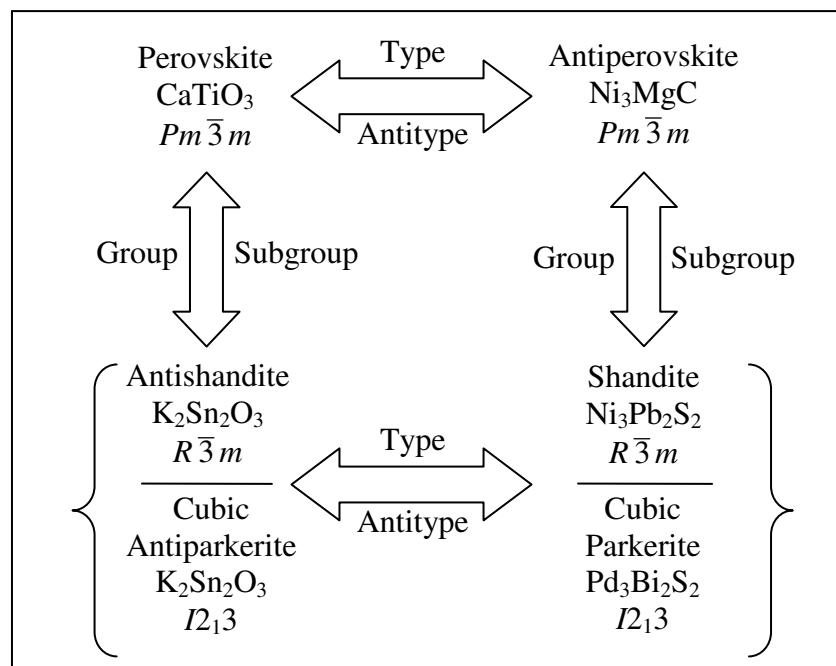 Perovskite
CaTiO₃
Pm3̅m
Type
Antitype
Antiperovskite
Ni₃MgC
Pm3̅m
Group
Subgroup
Group
Subgroup
Antishandite
K₂Sn₂O₃
R3̅m
Cubic
Antiparkerite
K₂Sn₂O₃
I2₁3
Type
Antitype
Shandite
Ni₃Pb₂S₂
R3̅m
Cubic
Parkerite
Pd₃Bi₂S₂
I2₁3